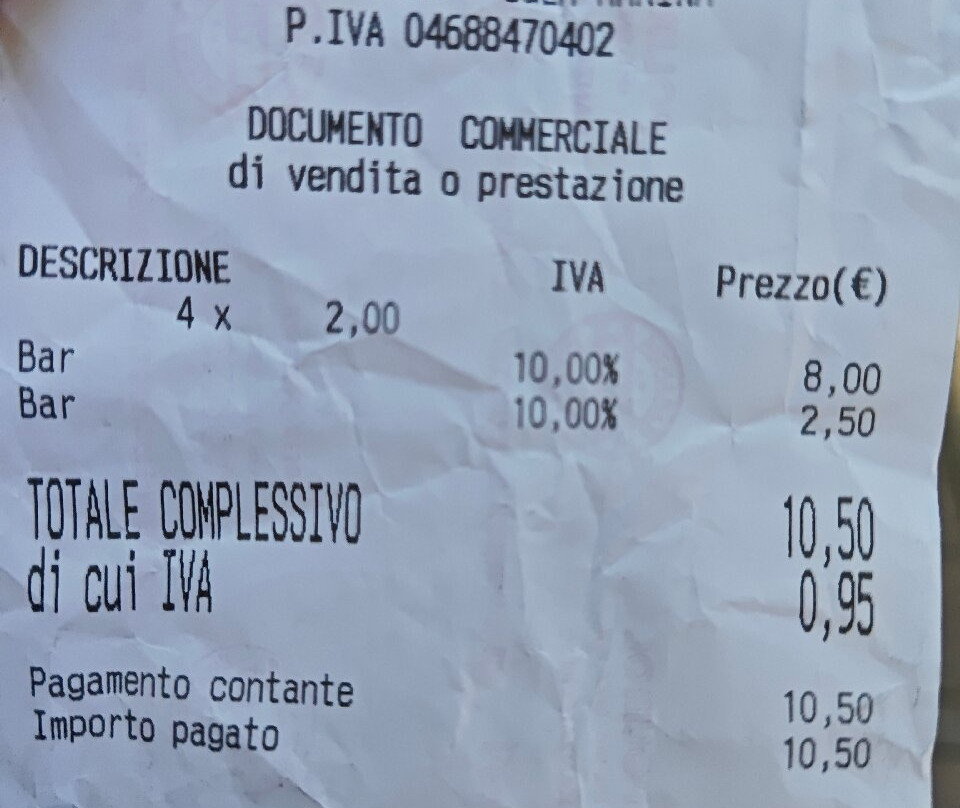 P.IVA 04688470402
DOCUMENTO COMMERCIALE
di vendita o prestazione
DESCRIZIONE IVA Prezzo(€)
4 x 2,00
Bar 10,00% 8,00
Bar 10,00% 2,50
TOTALE COMPLESSIVO 10,50
di cui IVA 0,95
Pagamento contante 10,50
Importo pagato 10,50